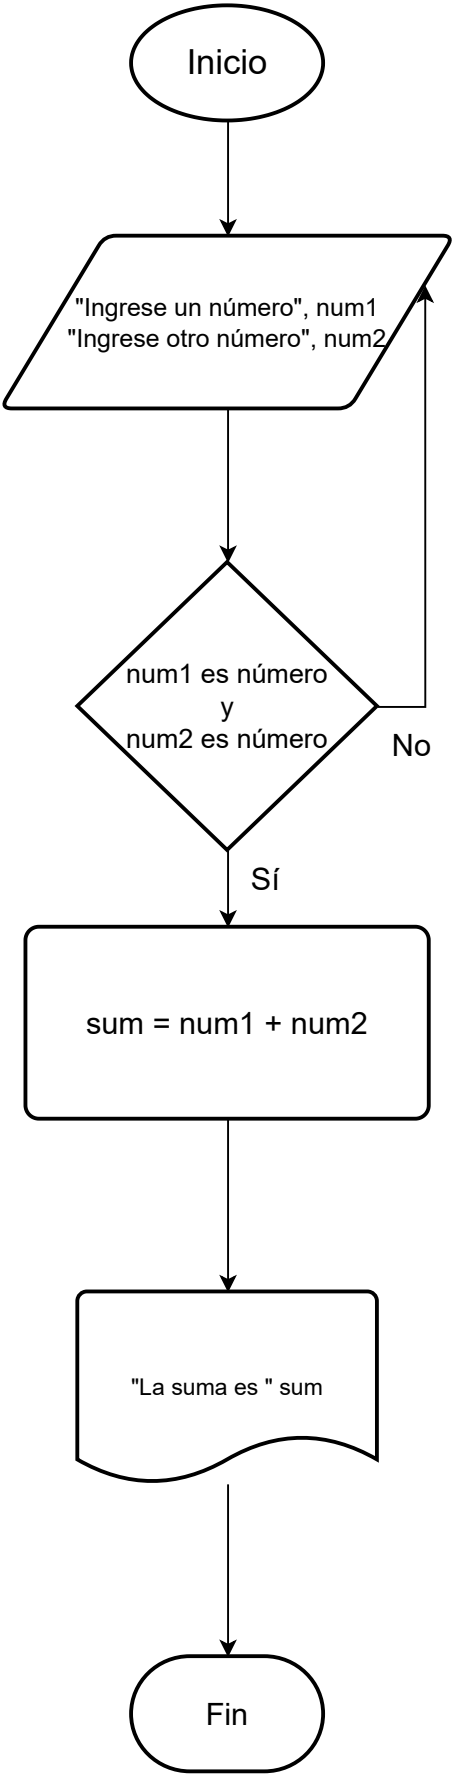 Inicio
"Ingrese un número", num1
"Ingrese otro número", num2
num1 es número
y
num2 es número
No
Sí
sum = num1 + num2
"La suma es " sum
Fin